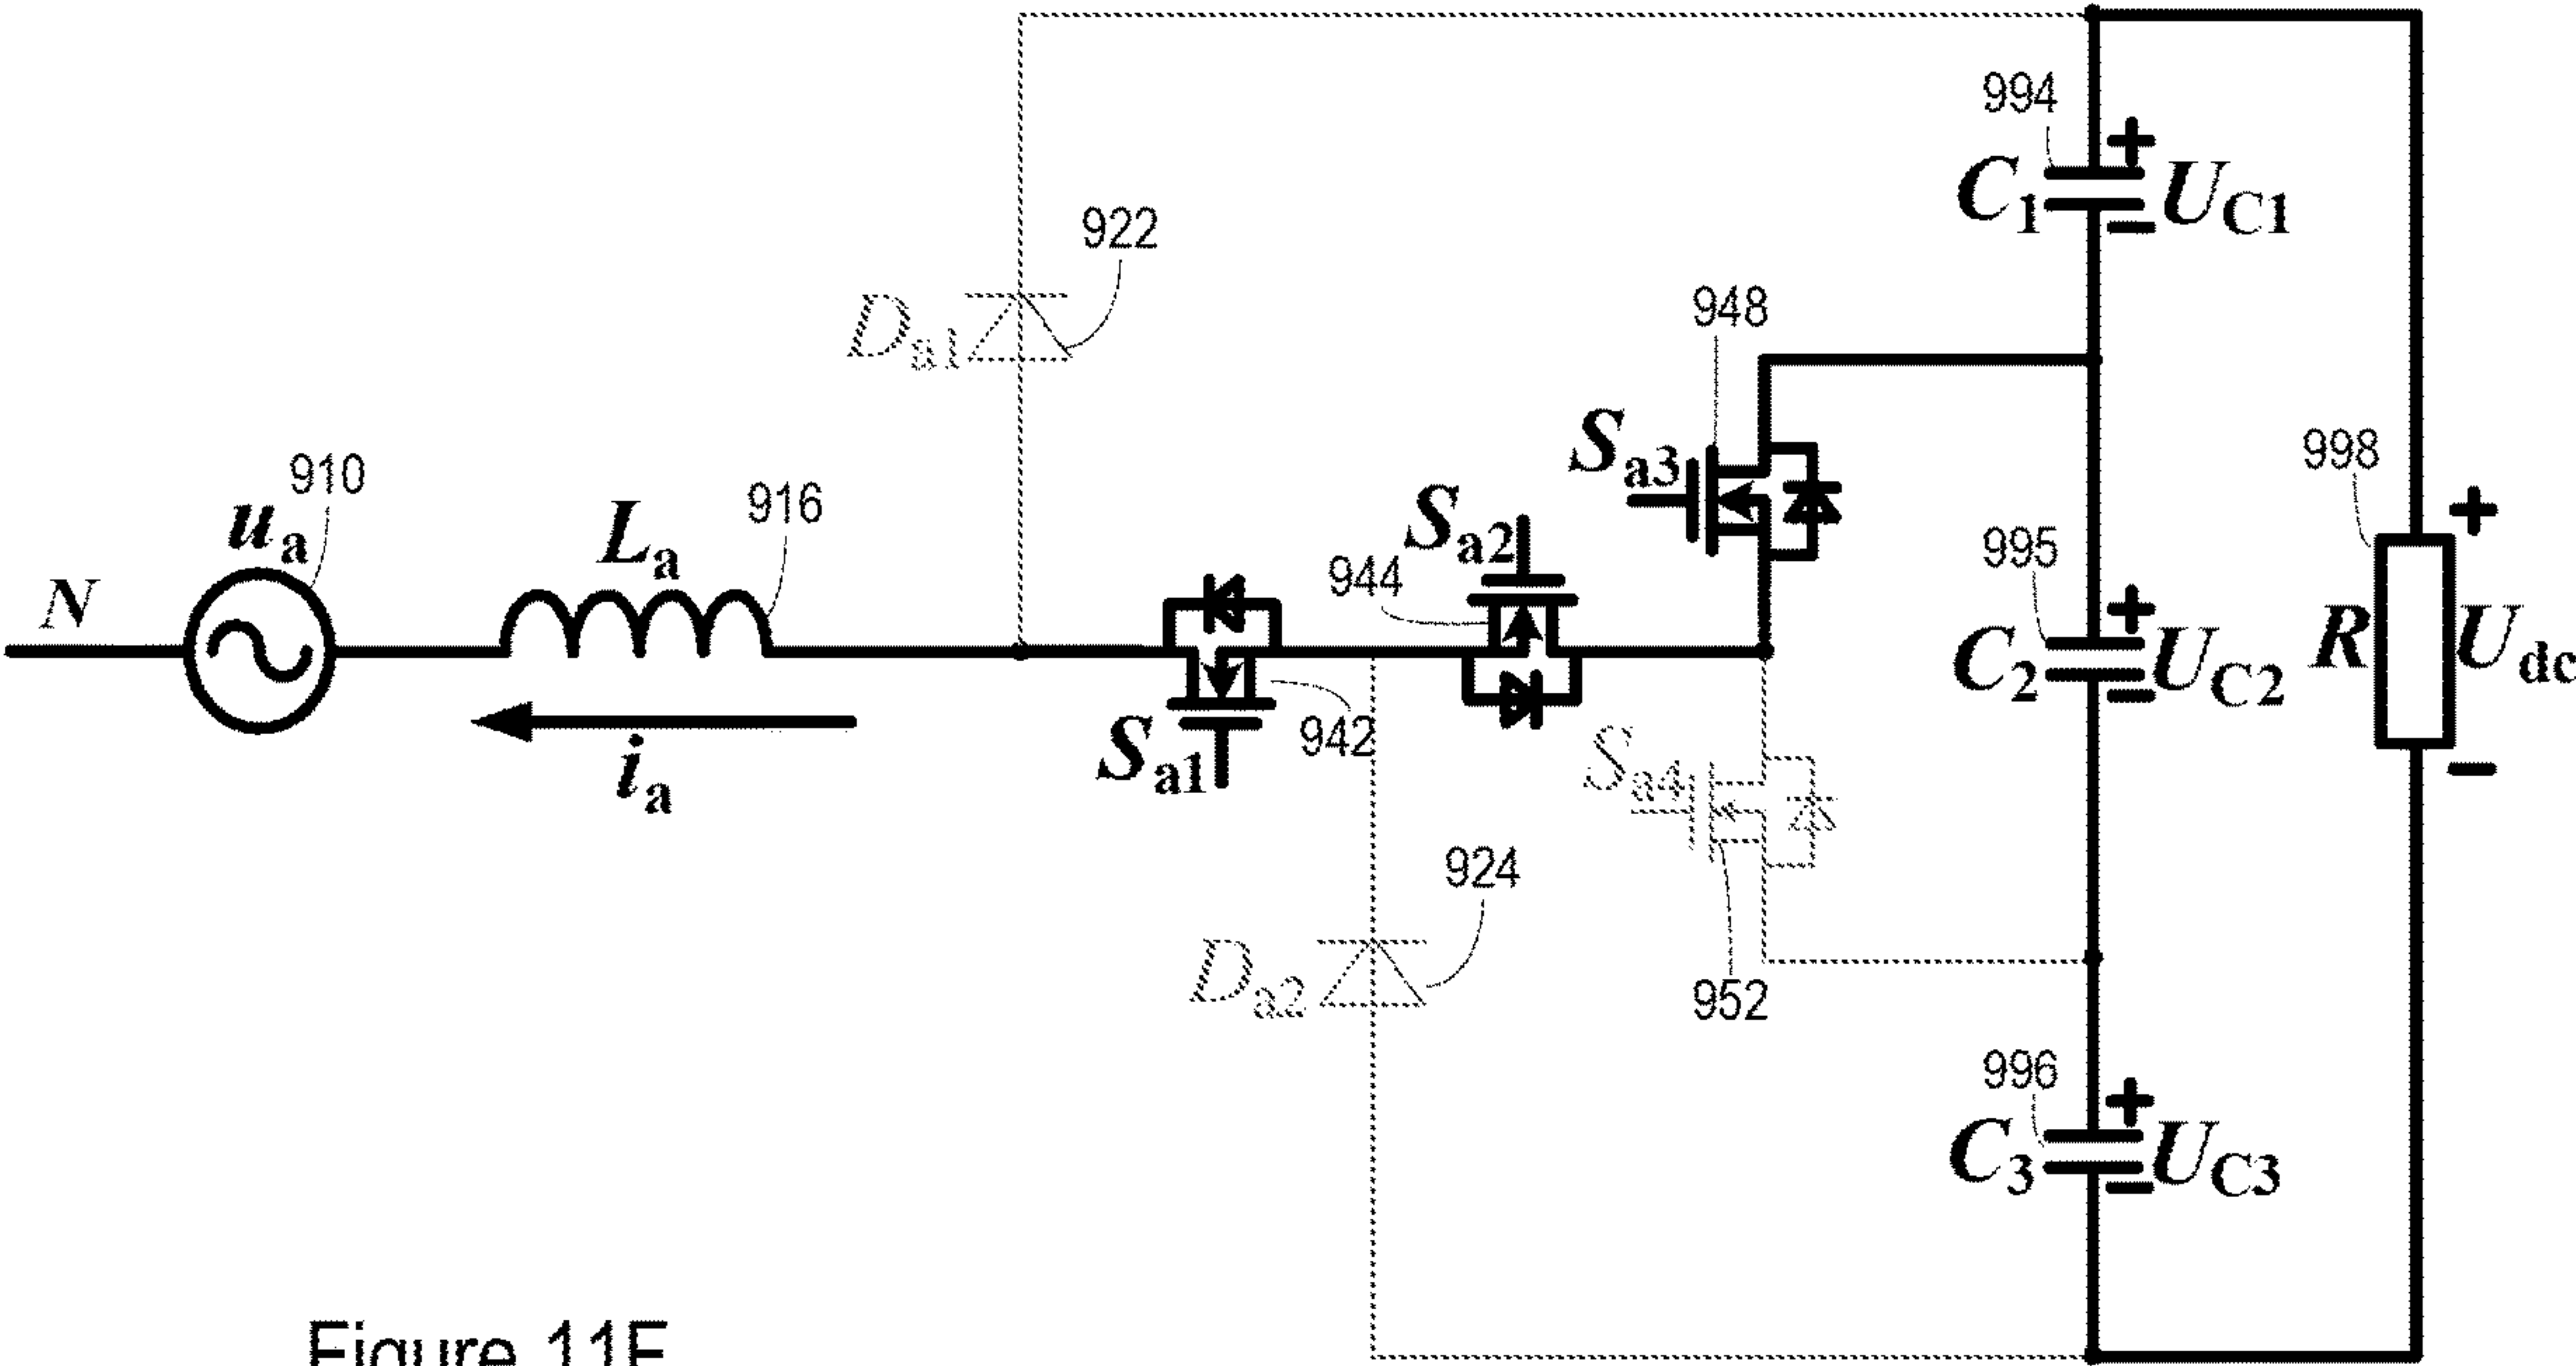 994
+
C1
UC1
−
922
Da1
948
Sa3
998
910
ua
916
La
Sa2
995
+
944
N
C2
UC2
−
R
+
Udc
−
942
Sa1
ia
Sa4
924
Da2
952
996
+
C3
UC3
−
Figure 11E